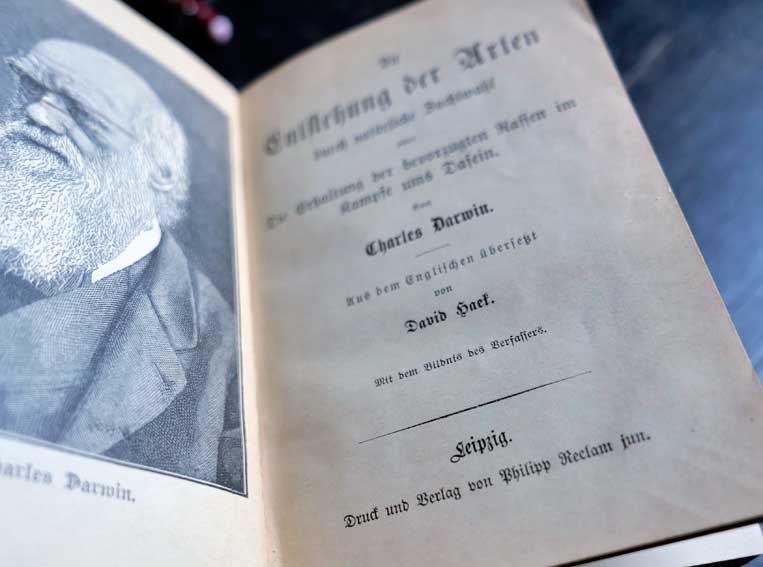 harles Darwin.
Die
Entstehung der Arten
durch natürliche Zuchtwahl
oder
Die Erhaltung der bevorzugten Rassen im
Kampfe ums Dasein.
Von
Charles Darwin.
Aus dem Englischen übersetzt
von
David Haek.
Mit dem Bildnis des Verfassers.
Leipzig.
Druck und Verlag von Philipp Reclam jun.